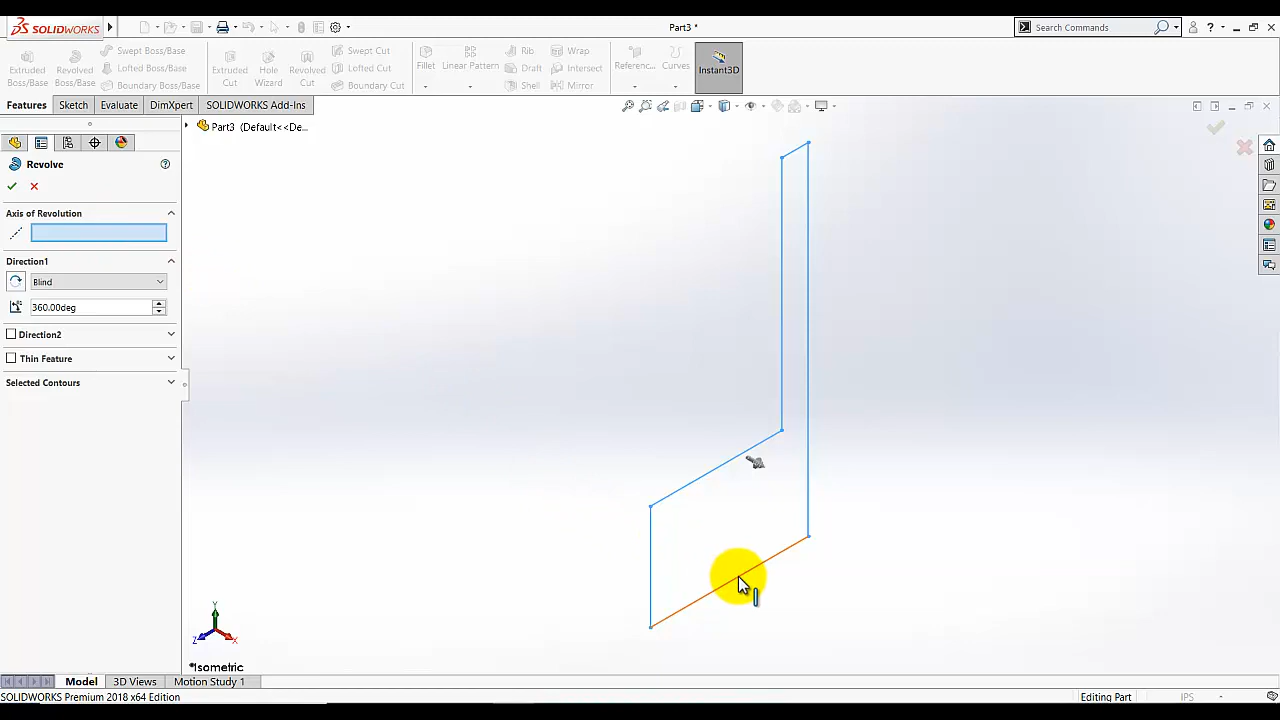 SOLIDWORKS
Part3 *
Search Commands
Extruded Boss/Base
Revolved Boss/Base
Swept Boss/Base
Lofted Boss/Base
Boundary Boss/Base
Extruded Cut
Hole Wizard
Revolved Cut
Swept Cut
Lofted Cut
Boundary Cut
Fillet
Linear Pattern
Rib
Draft
Shell
Wrap
Intersect
Mirror
Referenc...
Curves
Instant3D
Features
Sketch
Evaluate
DimXpert
SOLIDWORKS Add-Ins
Part3 (Default<<De...
Revolve
Axis of Revolution
Direction1
Blind
360.00deg
Direction2
Thin Feature
Selected Contours
Y
Z
X
*Isometric
Model
3D Views
Motion Study 1
SOLIDWORKS Premium 2018 x64 Edition
Editing Part
IPS